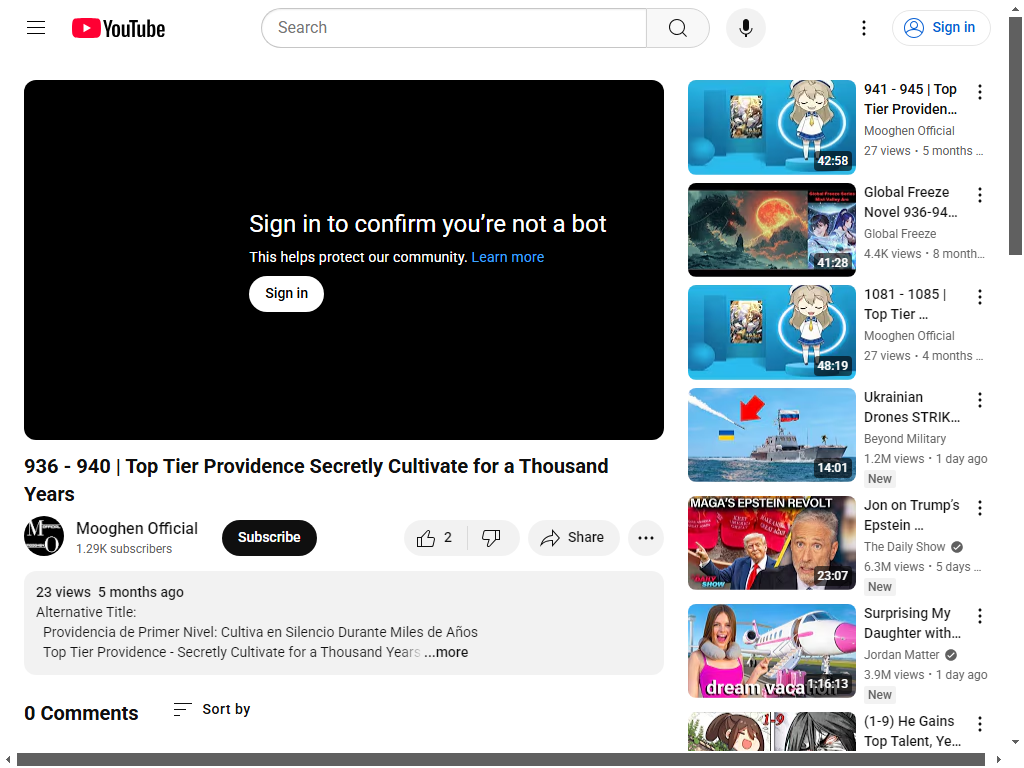 YouTube
Search
Sign in
Sign in to confirm you’re not a bot
This helps protect our community. Learn more
Sign in
936 - 940 | Top Tier Providence Secretly Cultivate for a Thousand
Years
Mooghen Official
1.29K subscribers
Subscribe
2
Share
23 views 5 months ago
Alternative Title:
Providencia de Primer Nivel: Cultiva en Silencio Durante Miles de Años
Top Tier Providence - Secretly Cultivate for a Thousand Years ...more
0 Comments
Sort by
42:58
941 - 945 | Top
Tier Providen...
Mooghen Official
27 views • 5 months ...
41:28
Global Freeze
Novel 936-94...
Global Freeze
4.4K views • 8 month...
48:19
1081 - 1085 |
Top Tier ...
Mooghen Official
27 views • 4 months ...
14:01
Ukrainian
Drones STRIK...
Beyond Military
1.2M views • 1 day ago
New
MAGA'S EPSTEIN REVOLT
DAILY
SHOW
23:07
Jon on Trump's
Epstein ...
The Daily Show
6.3M views • 5 days ...
New
dream vacation
1:16:13
Surprising My
Daughter with...
Jordan Matter
3.9M views • 1 day ago
New
1-9
(1-9) He Gains
Top Talent, Ye...